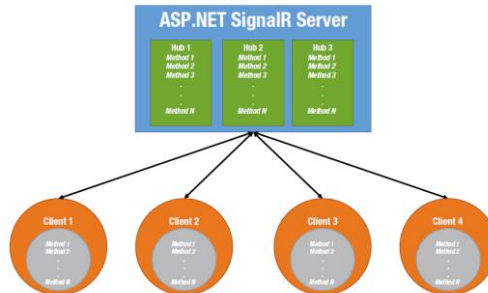 ASP.NET SignalR Server
Hub 1
Method 1
Method 2
Method 3
.
.
.
Method N
Hub 2
Method 1
Method 2
Method 3
.
.
.
Method N
Hub 3
Method 1
Method 2
Method 3
.
.
.
Method N
Client 1
Method 1
Method 2
.
.
.
Method N
Client 2
Method 1
Method 2
.
.
.
Method N
Client 3
Method 1
Method 2
.
.
.
Method N
Client 4
Method 1
Method 2
.
.
.
Method N